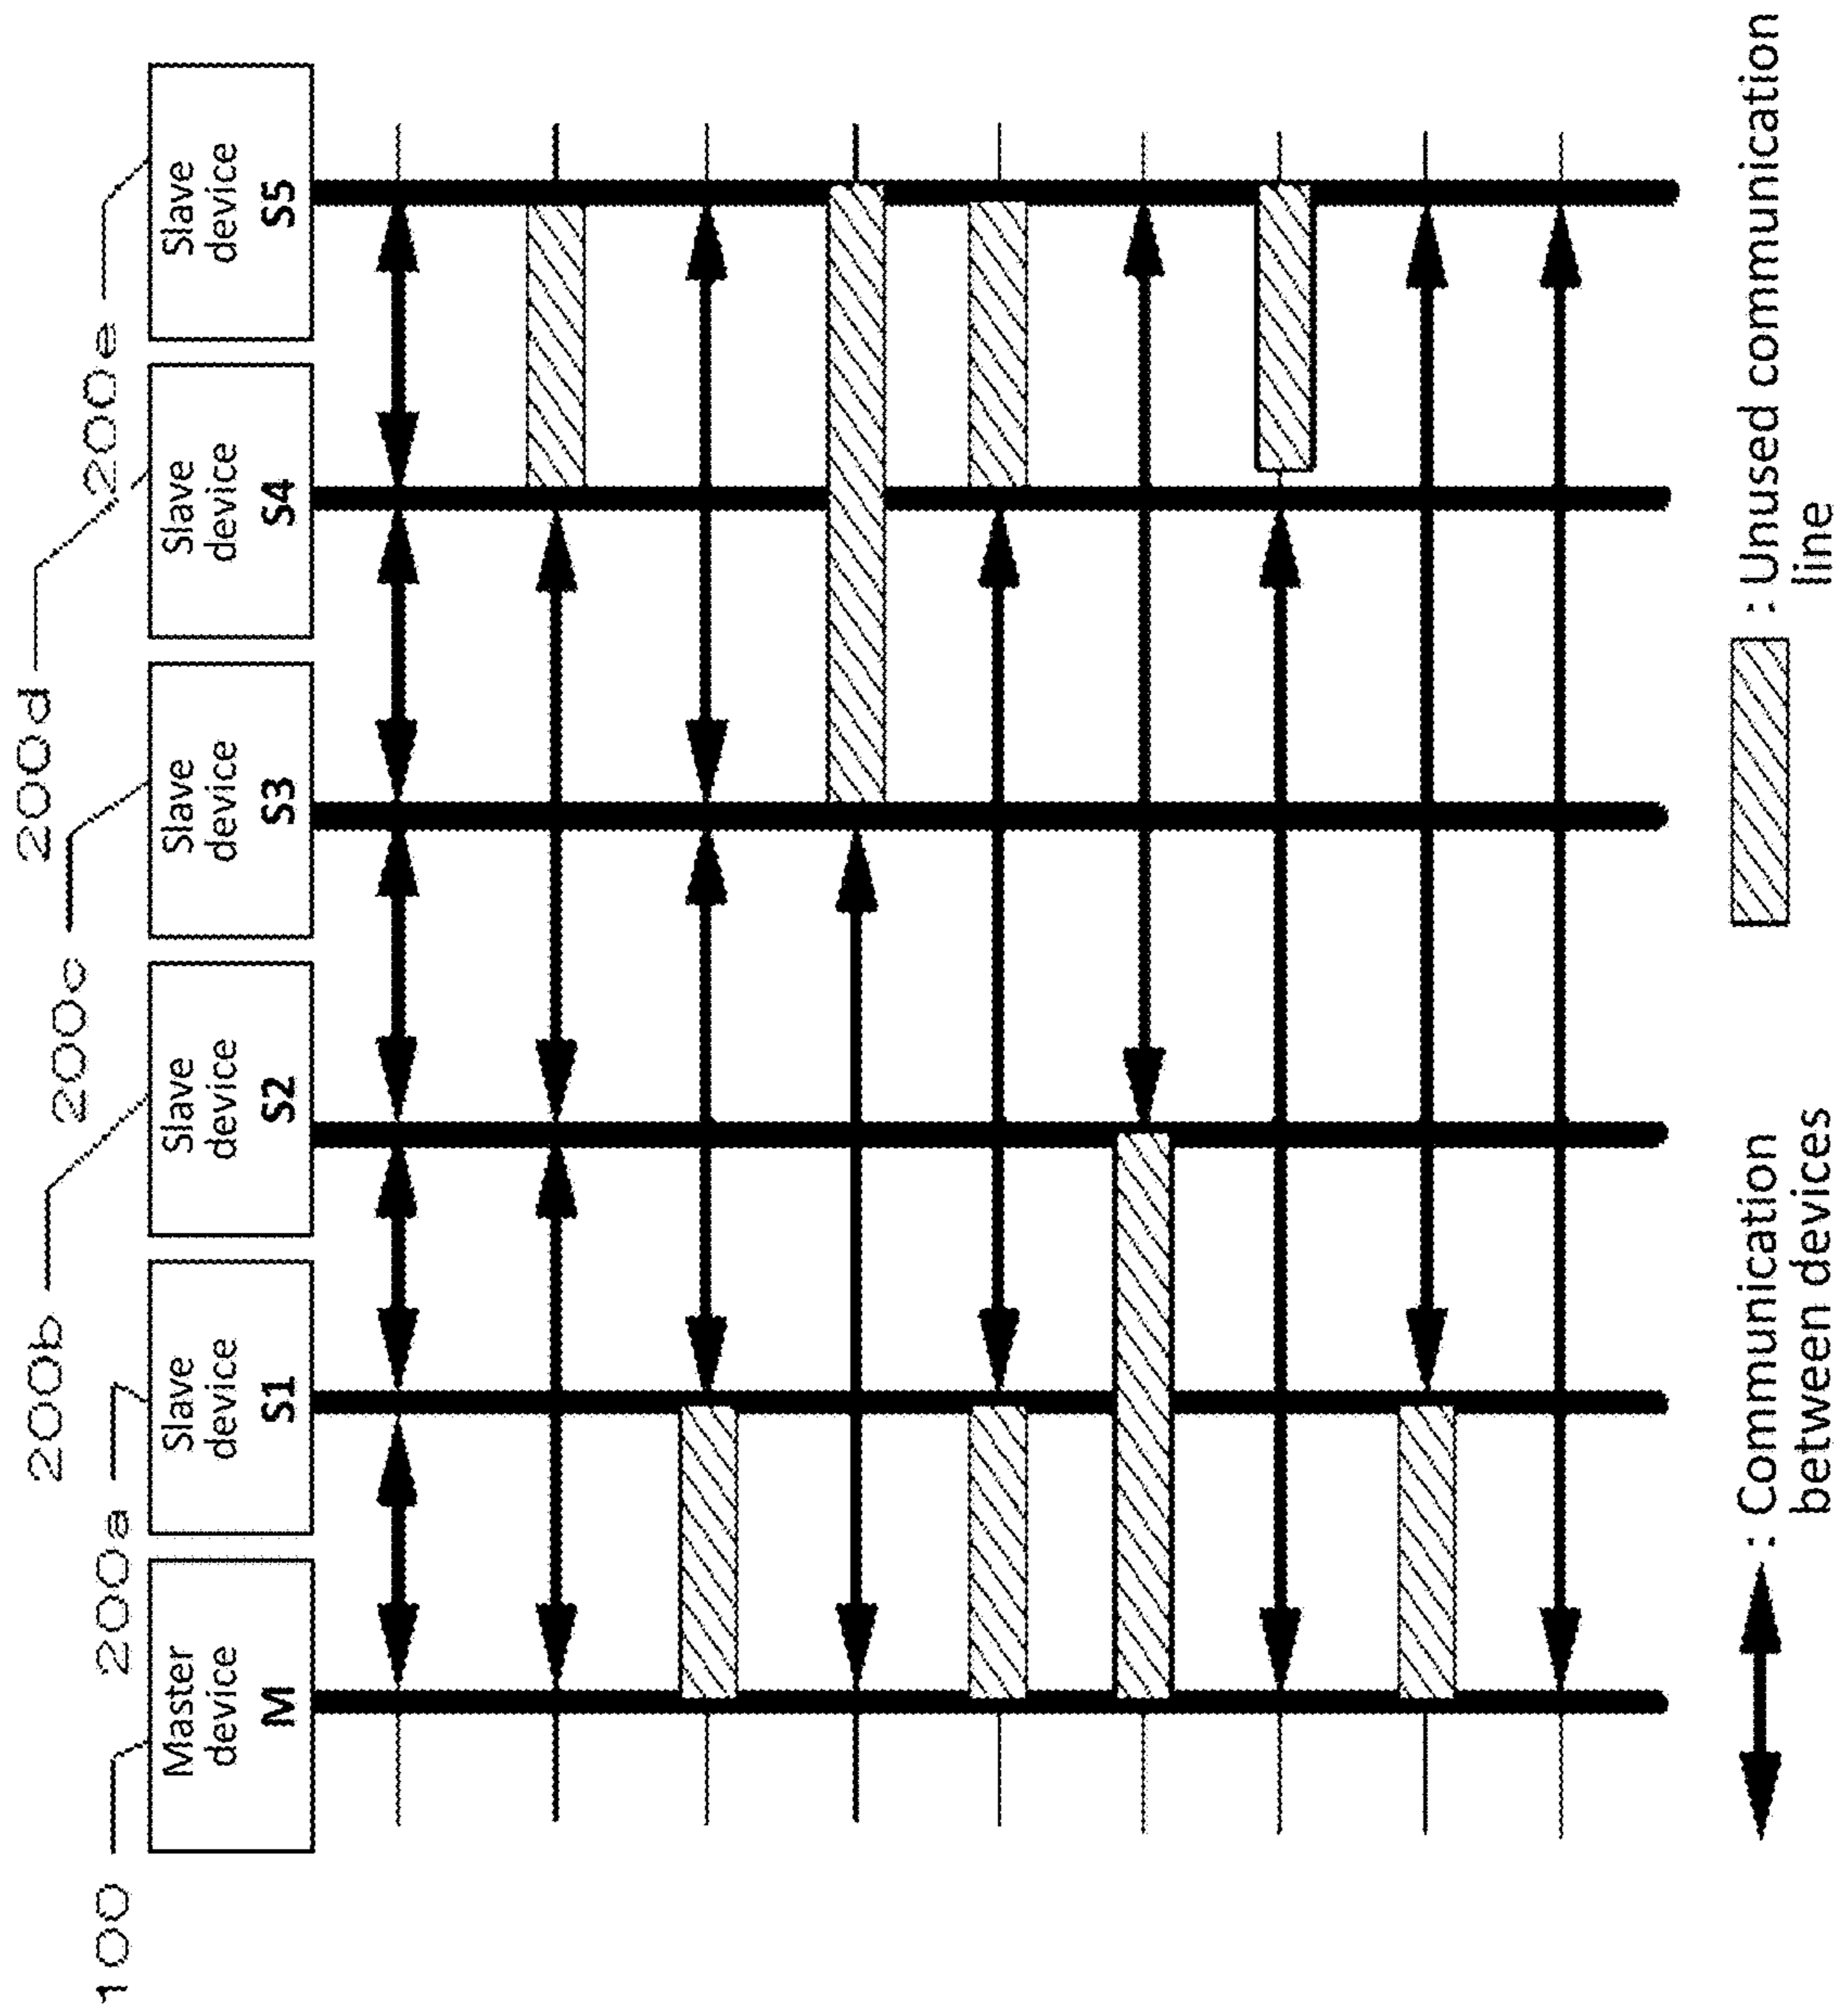 100
200a
200b
200c
200d
200e
Master
device
M
Slave
device
S1
Slave
device
S2
Slave
device
S3
Slave
device
S4
Slave
device
S5
: Communication
between devices
: Unused communication
line